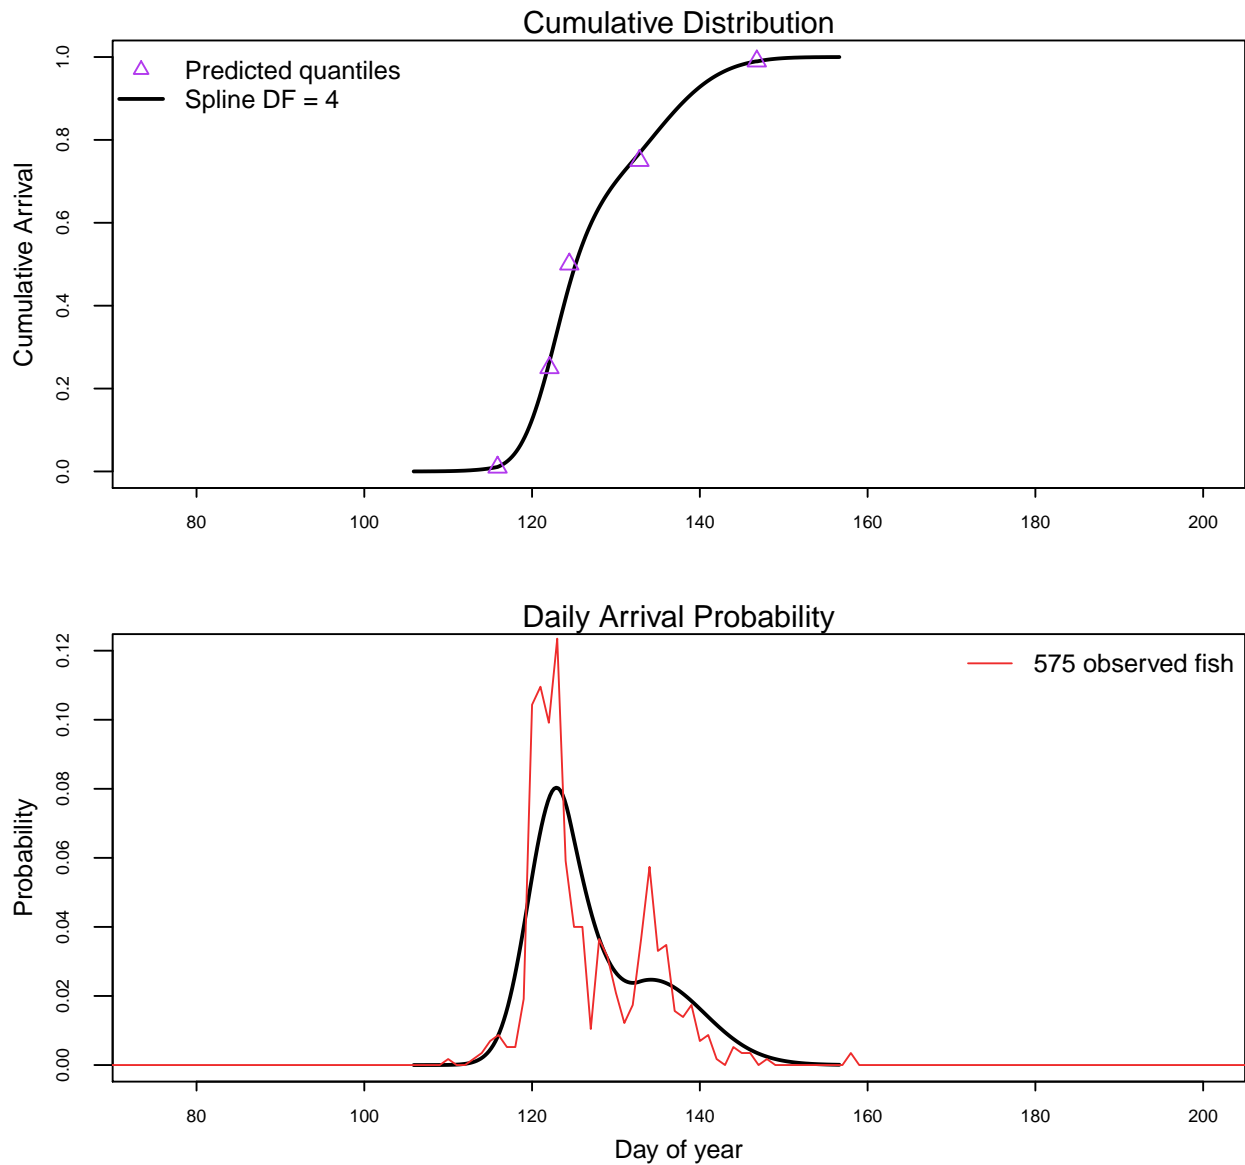 Cumulative Distribution
Predicted quantiles
Spline DF = 4
Cumulative Arrival
1.0
0.8
0.6
0.4
0.2
0.0
80 100 120 140 160 180 200
Daily Arrival Probability
575 observed fish
Probability
0.12
0.10
0.08
0.06
0.04
0.02
0.00
80 100 120 140 160 180 200
Day of year